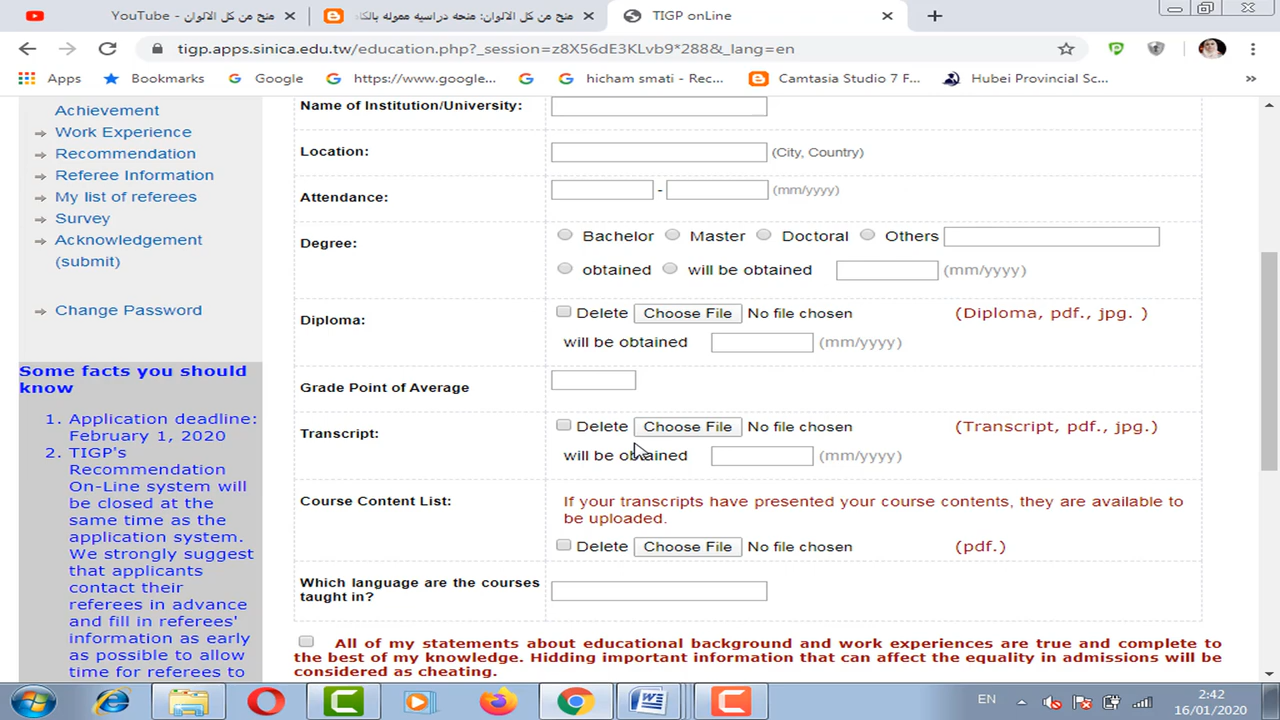 منح من كل الالوان - YouTube
منح من كل الالوان: منحه دراسيه مموله بالكا
TIGP onLine
tigp.apps.sinica.edu.tw/education.php?_session=z8X56dE3KLvb9*288&_lang=en
Apps
Bookmarks
Google
https://www.google...
hicham smati - Rec...
Camtasia Studio 7 F...
Hubei Provincial Sc...
»
Achievement
Work Experience
Recommendation
Referee Information
My list of referees
Survey
Acknowledgement
(submit)
Change Password
Some facts you should
know
1. Application deadline:
February 1, 2020
2. TIGP's
Recommendation
On-Line system will
be closed at the
same time as the
application system.
We strongly suggest
that applicants
contact their
referees in advance
and fill in referees'
information as early
as possible to allow
time for referees to
Name of Institution/University:
Location: (City, Country)
Attendance: - (mm/yyyy)
Degree: Bachelor Master Doctoral Others
obtained will be obtained (mm/yyyy)
Diploma: Delete Choose File No file chosen (Diploma, pdf., jpg. )
will be obtained (mm/yyyy)
Grade Point of Average
Transcript: Delete Choose File No file chosen (Transcript, pdf., jpg.)
will be obtained (mm/yyyy)
Course Content List: If your transcripts have presented your course contents, they are available to
be uploaded.
Delete Choose File No file chosen (pdf.)
Which language are the courses
taught in?
All of my statements about educational background and work experiences are true and complete to
the best of my knowledge. Hidding important information that can affect the equality in admissions will be
considered as cheating.
EN
2:42
16/01/2020